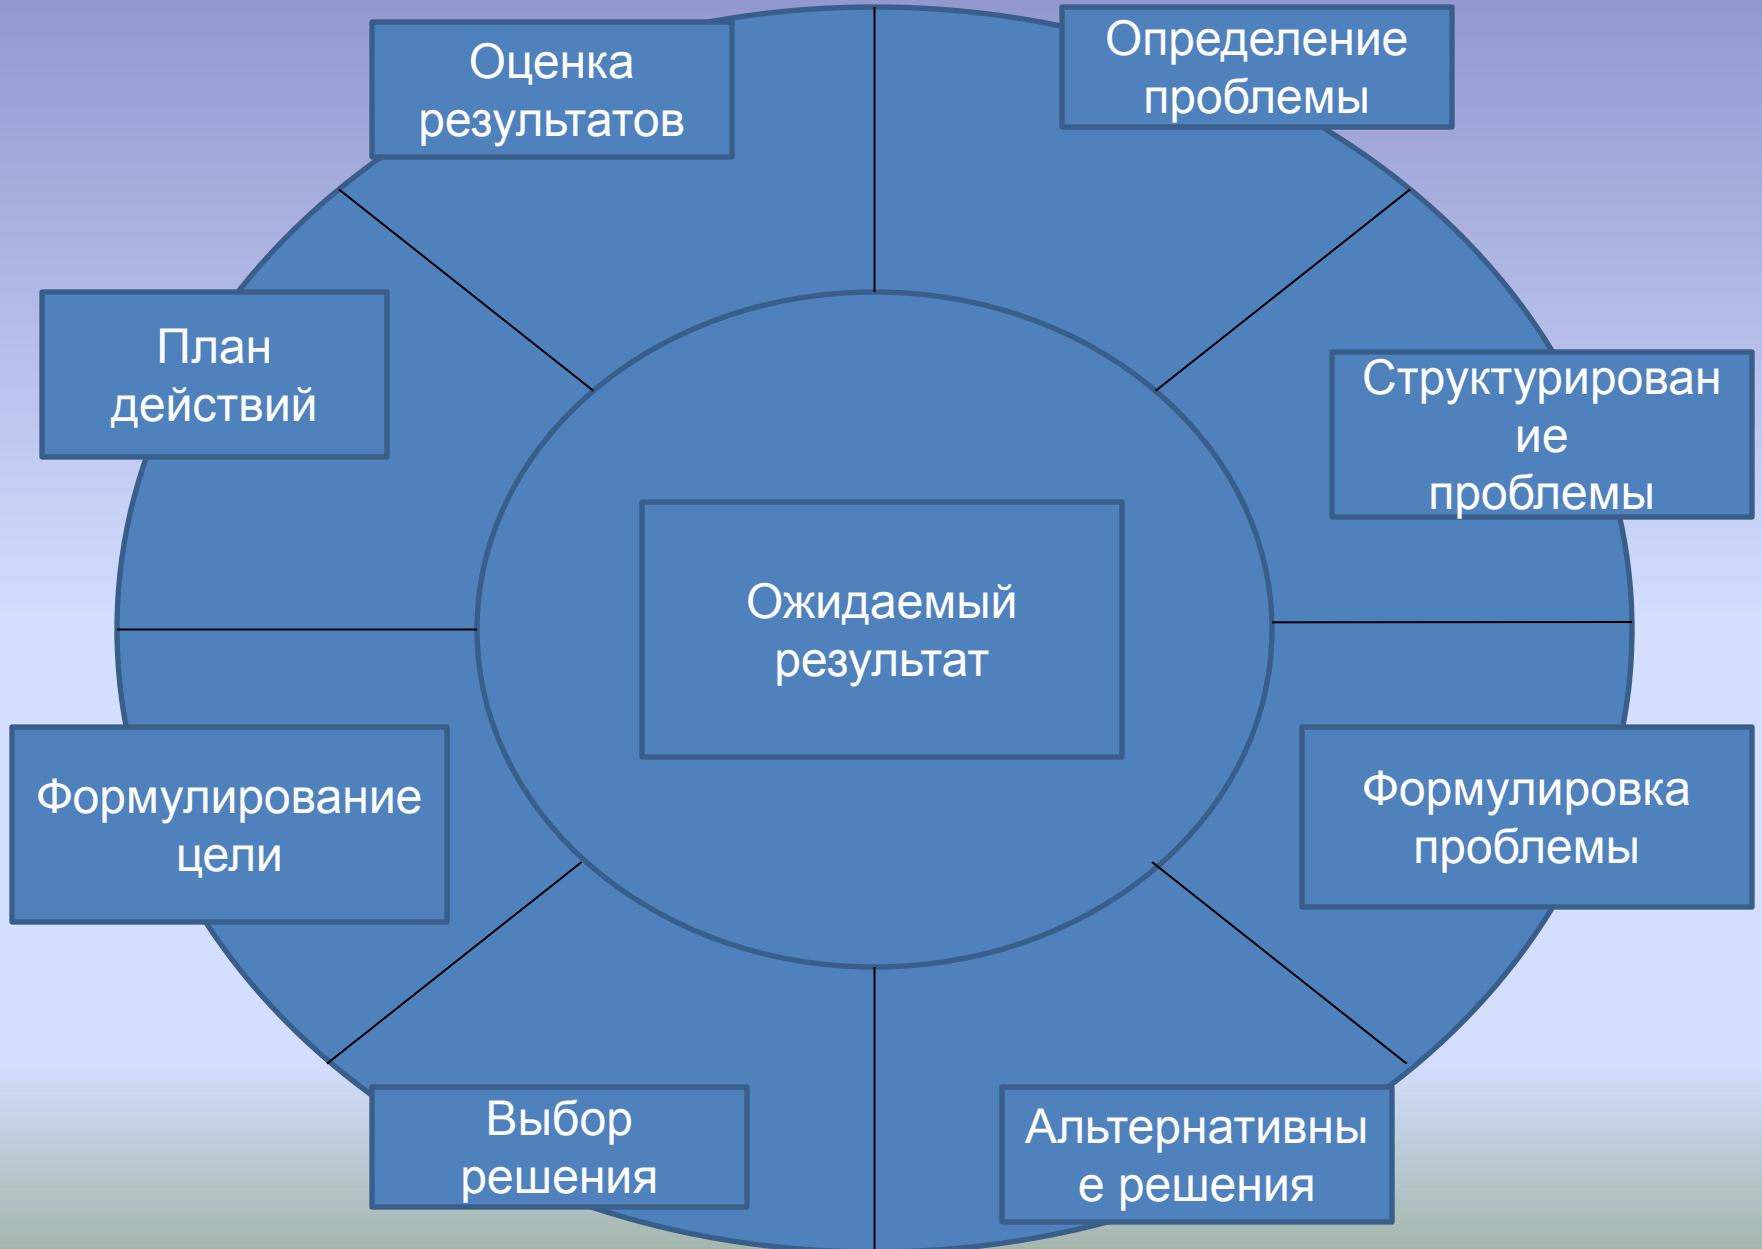 Оценка
результатов
Определение
проблемы
План
действий
Структурирован
ие
проблемы
Ожидаемый
результат
Формулирование
цели
Формулировка
проблемы
Выбор
решения
Альтернативны
е решения